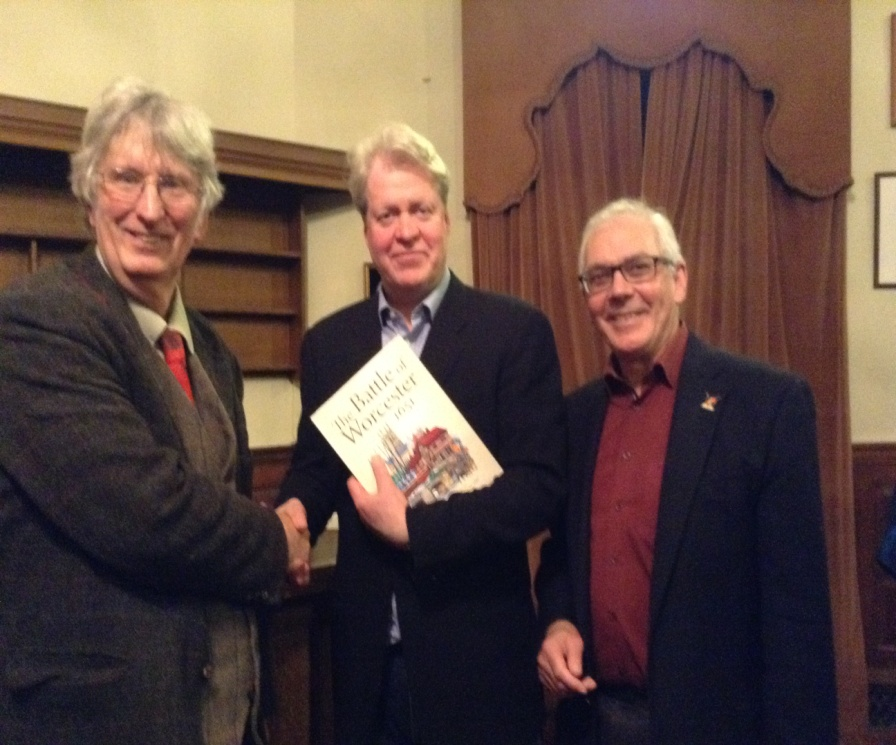 The Battle of
Worcester
1651